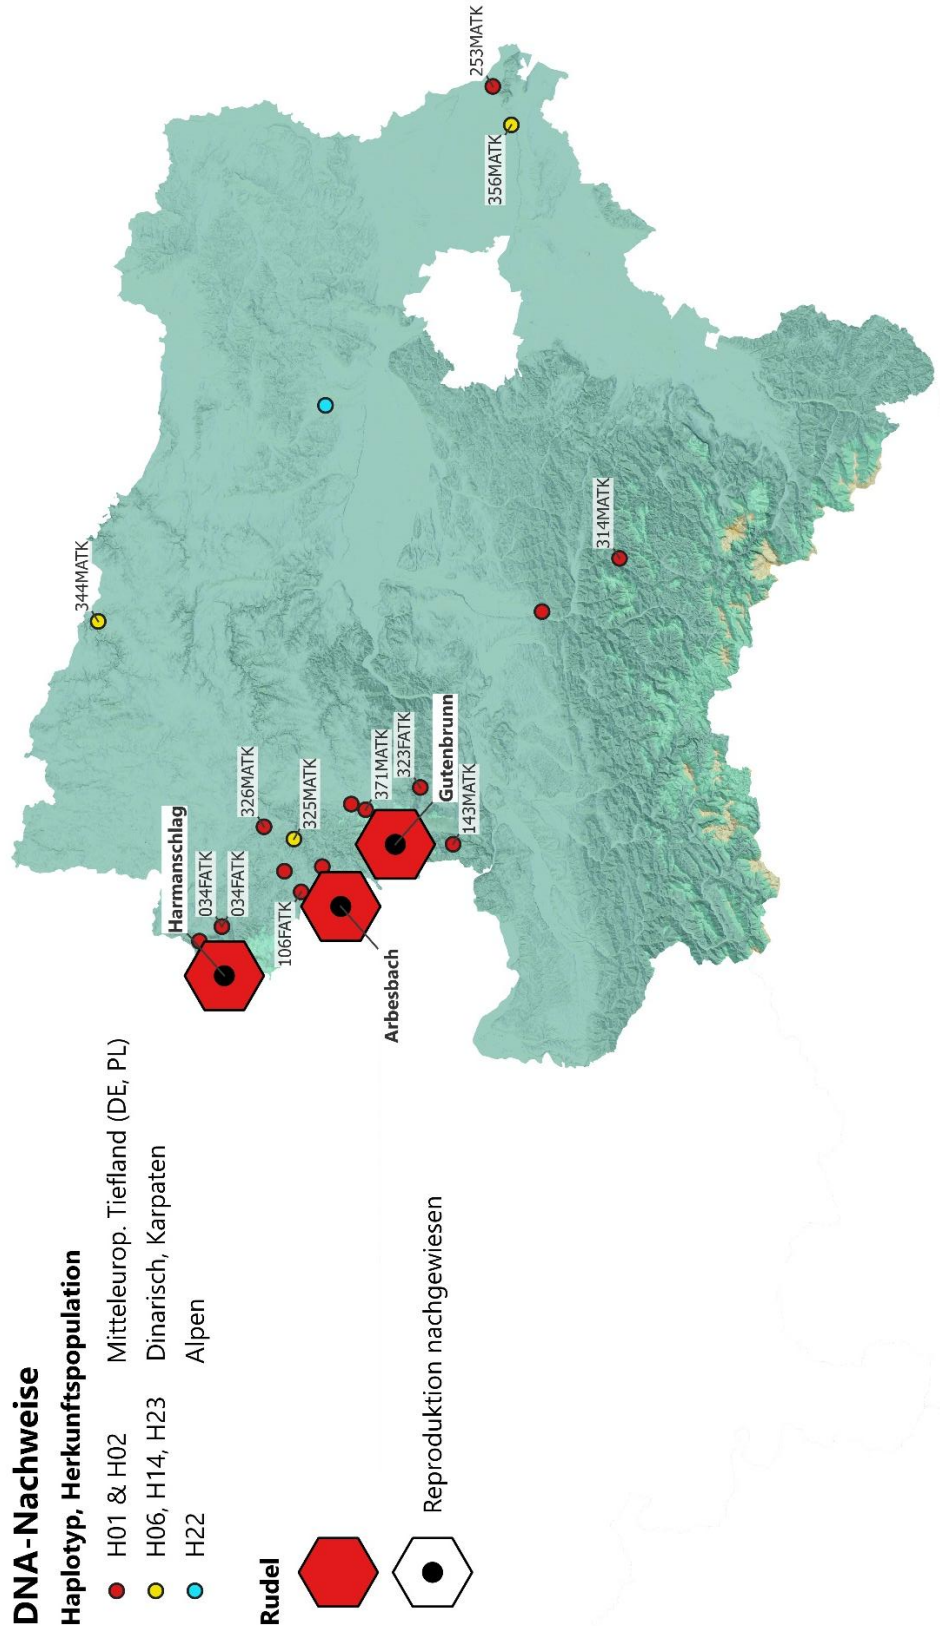 DNA-Nachweise
Haplotyp, Herkunftspopulation
H01 & H02 Mitteleurop. Tiefland (DE, PL)
H06, H14, H23 Dinarisch, Karpaten
H22 Alpen
Rudel
Reproduktion nachgewiesen
344MATK
Harmanschlag
034FATK
034FATK
326MATK
325MATK
106FATK
Arbesbach
371MATK
323FATK
Gutenbrunn
143MATK
253MATK
356MATK
314MATK